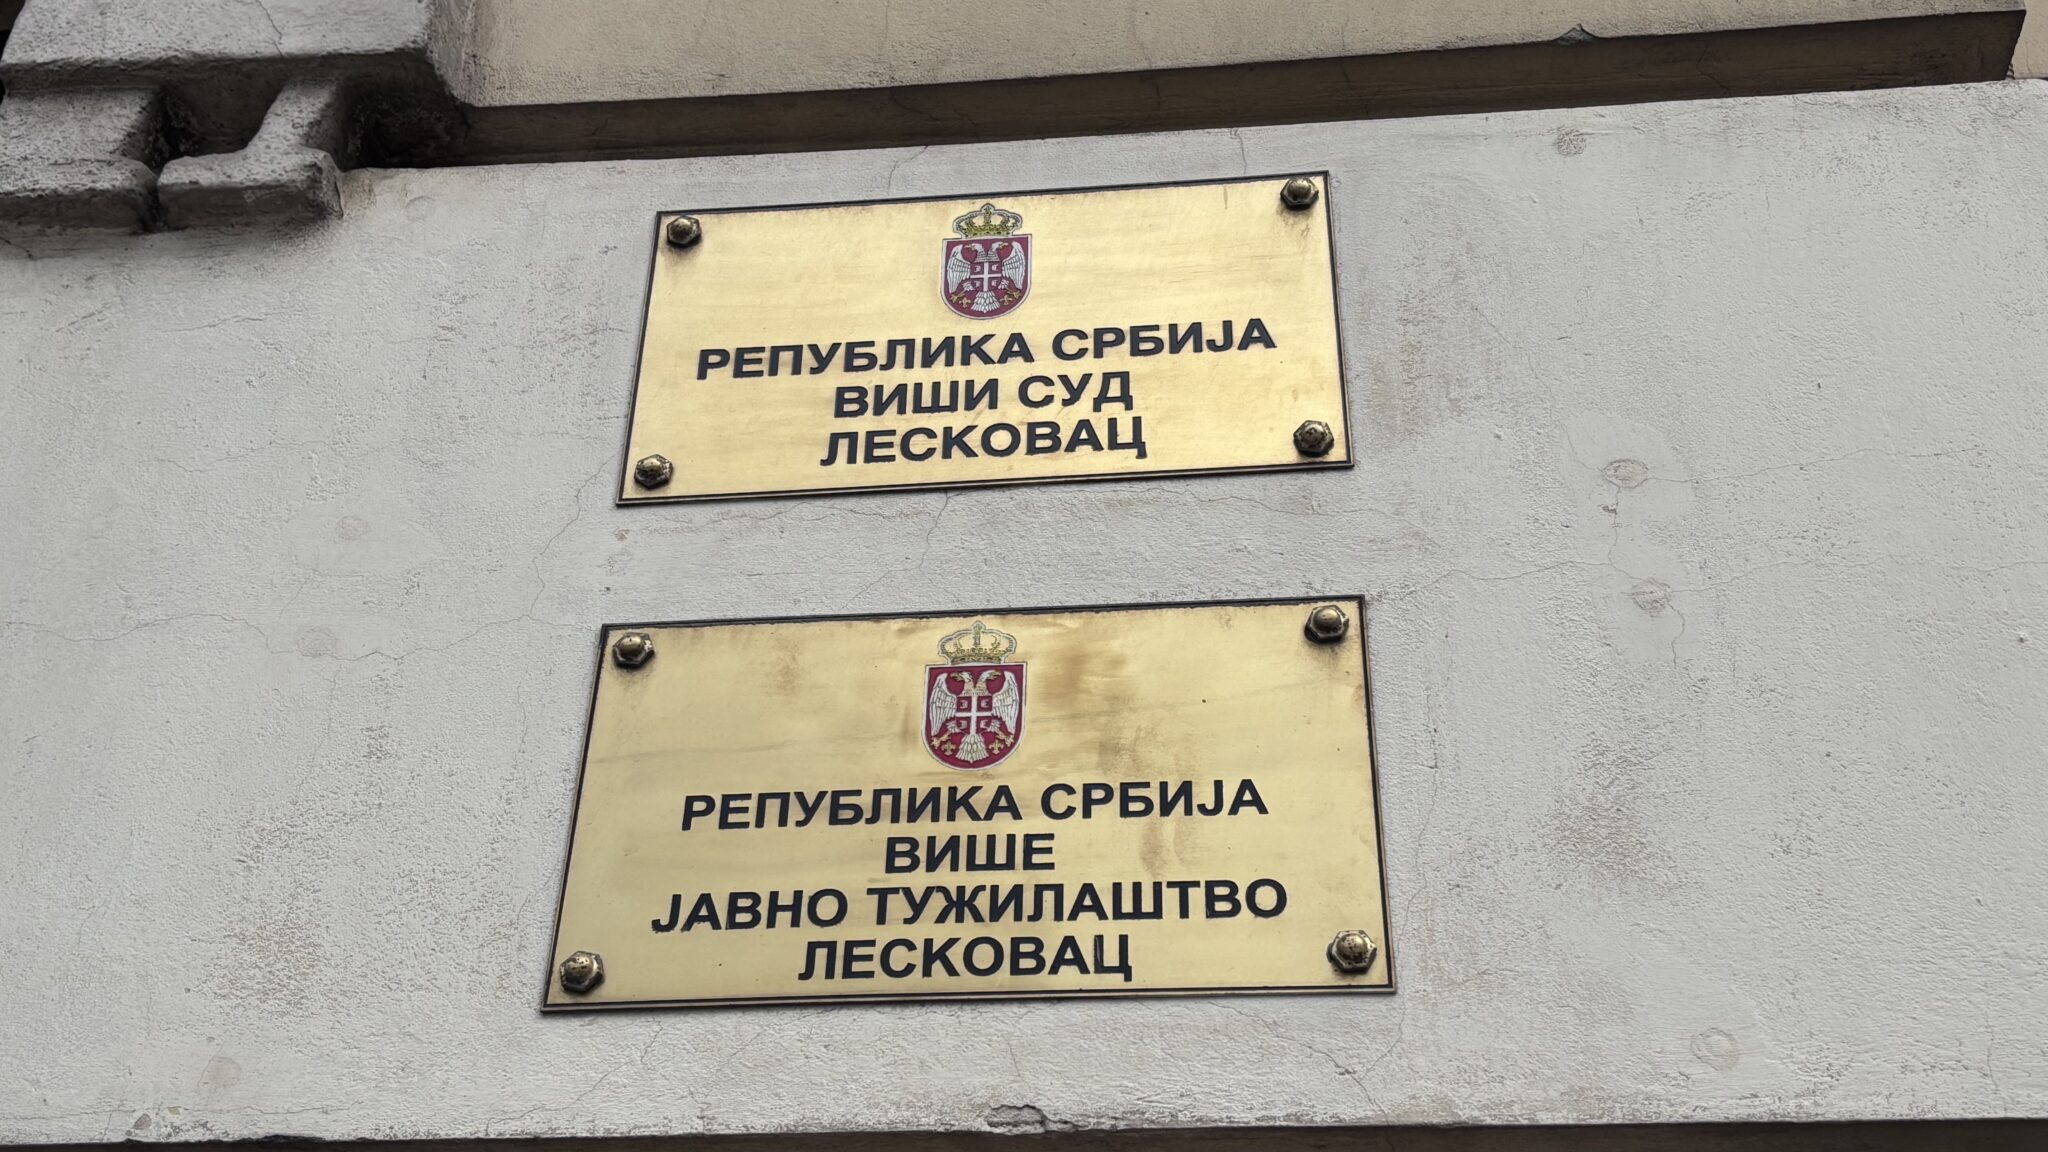 РЕПУБЛИКА СРБИЈА
ВИШИ СУД
ЛЕСКОВАЦ
РЕПУБЛИКА СРБИЈА
ВИШЕ
ЈАВНО ТУЖИЛАШТВО
ЛЕСКОВАЦ